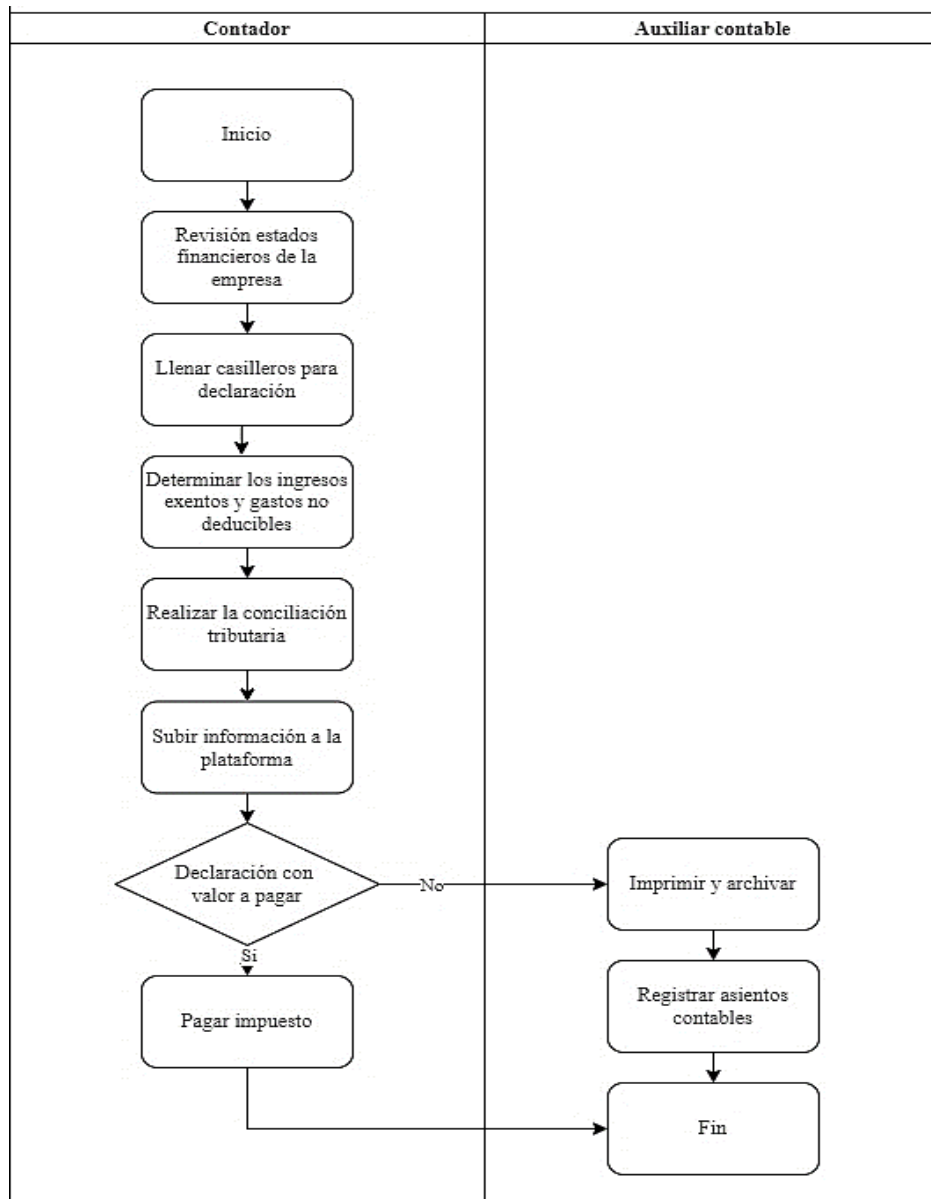 Contador
Auxiliar contable
Inicio
Revisión estados
financieros de la
empresa
Llenar casilleros para
declaración
Determinar los ingresos
exentos y gastos no
deducibles
Realizar la conciliación
tributaria
Subir información a la
plataforma
Declaración con
valor a pagar
No
Imprimir y archivar
Si
Registrar asientos
contables
Pagar impuesto
Fin